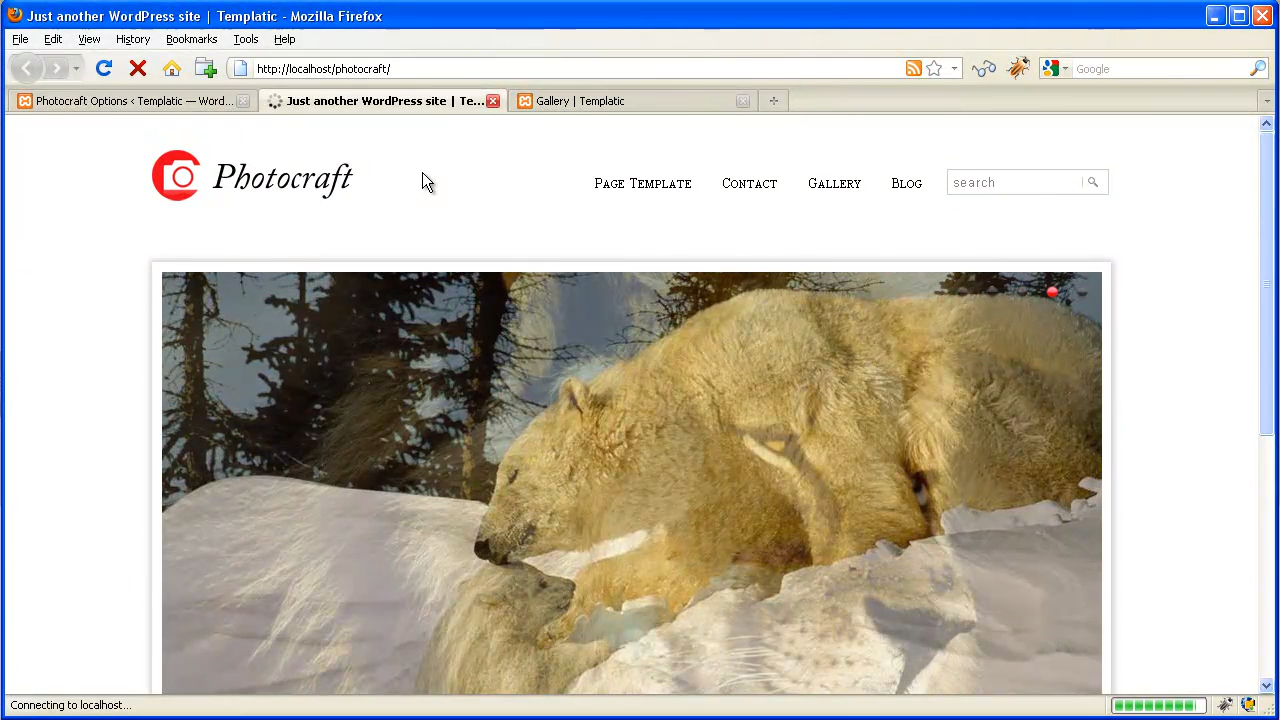 Just another WordPress site | Templatic - Mozilla Firefox
File Edit View History Bookmarks Tools Help
http://localhost/photocraft/ Google
Photocraft Options ‹ Templatic — Word... Just another WordPress site | Te... Gallery | Templatic
Photocraft
Page Template Contact Gallery Blog search
Connecting to localhost...